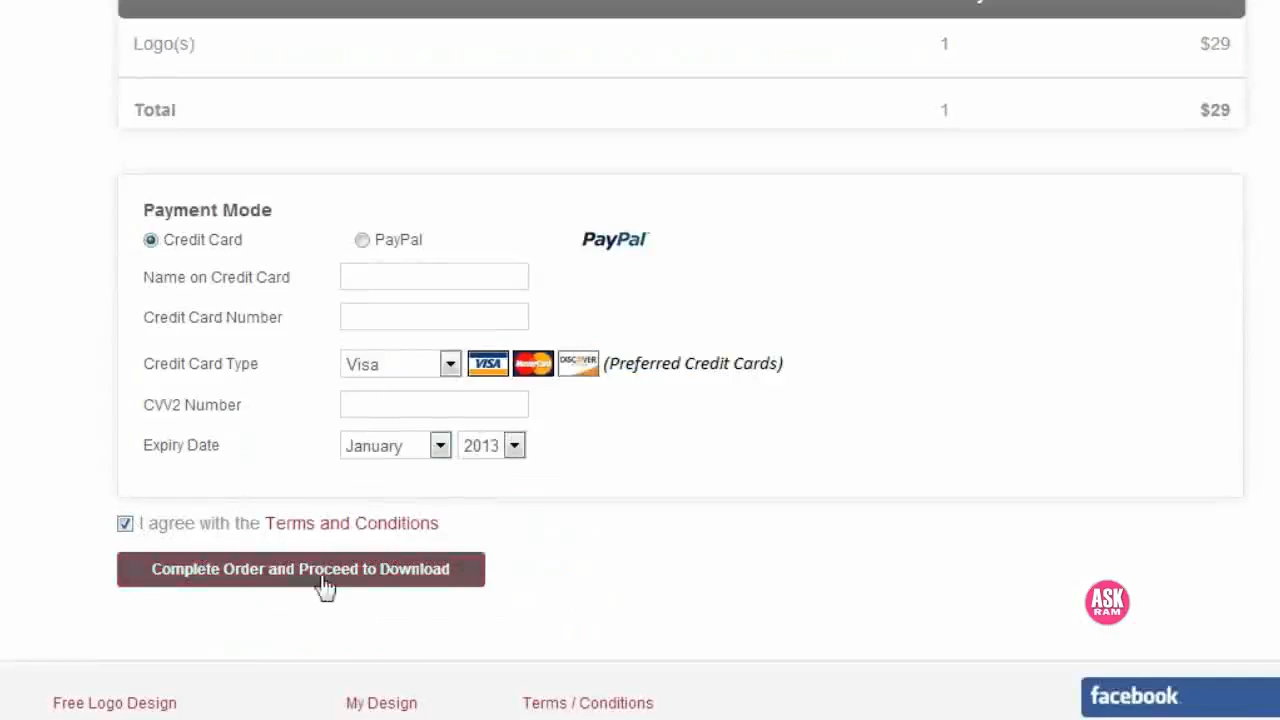 Logo(s) 1 $29
Total 1 $29
Payment Mode
Credit Card PayPal PayPal
Name on Credit Card
Credit Card Number
Credit Card Type Visa VISA MasterCard DISCOVER (Preferred Credit Cards)
CVV2 Number
Expiry Date January 2013
I agree with the Terms and Conditions
Complete Order and Proceed to Download
ASK
RAM
Free Logo Design My Design Terms / Conditions facebook